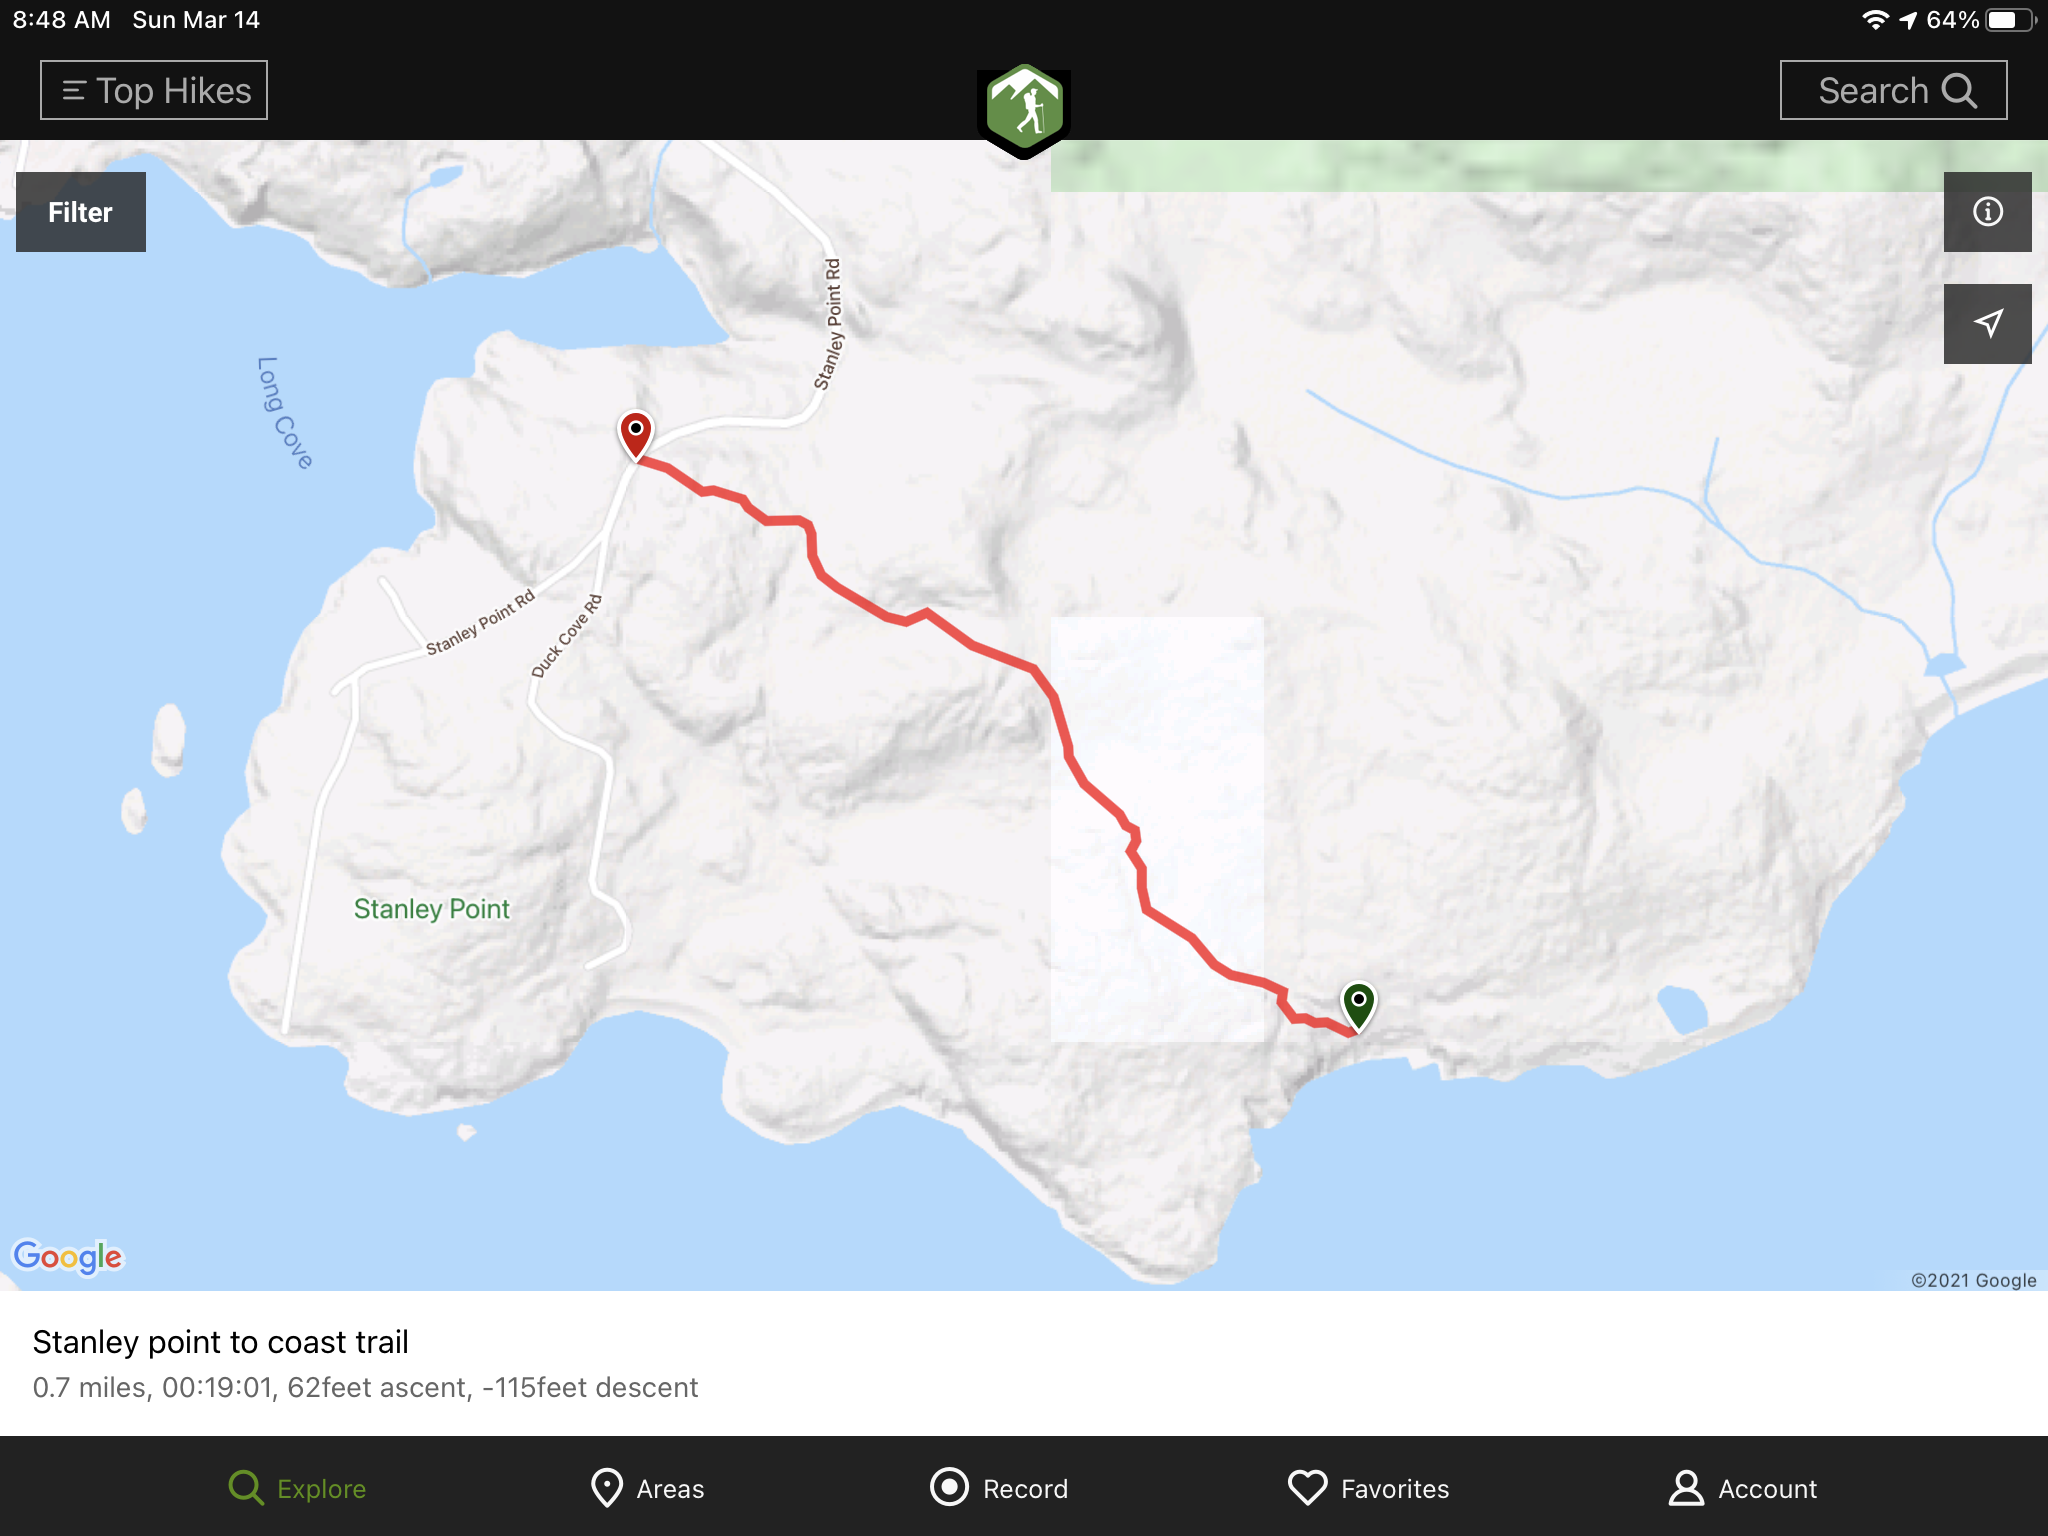 8:48 AM Sun Mar 14
64%
Top Hikes
Search
Filter
Stanley Point Rd
Long Cove
Stanley Point Rd
Duck Cove Rd
Stanley Point
Google
©2021 Google
Stanley point to coast trail
0.7 miles, 00:19:01, 62feet ascent, -115feet descent
Explore
Areas
Record
Favorites
Account